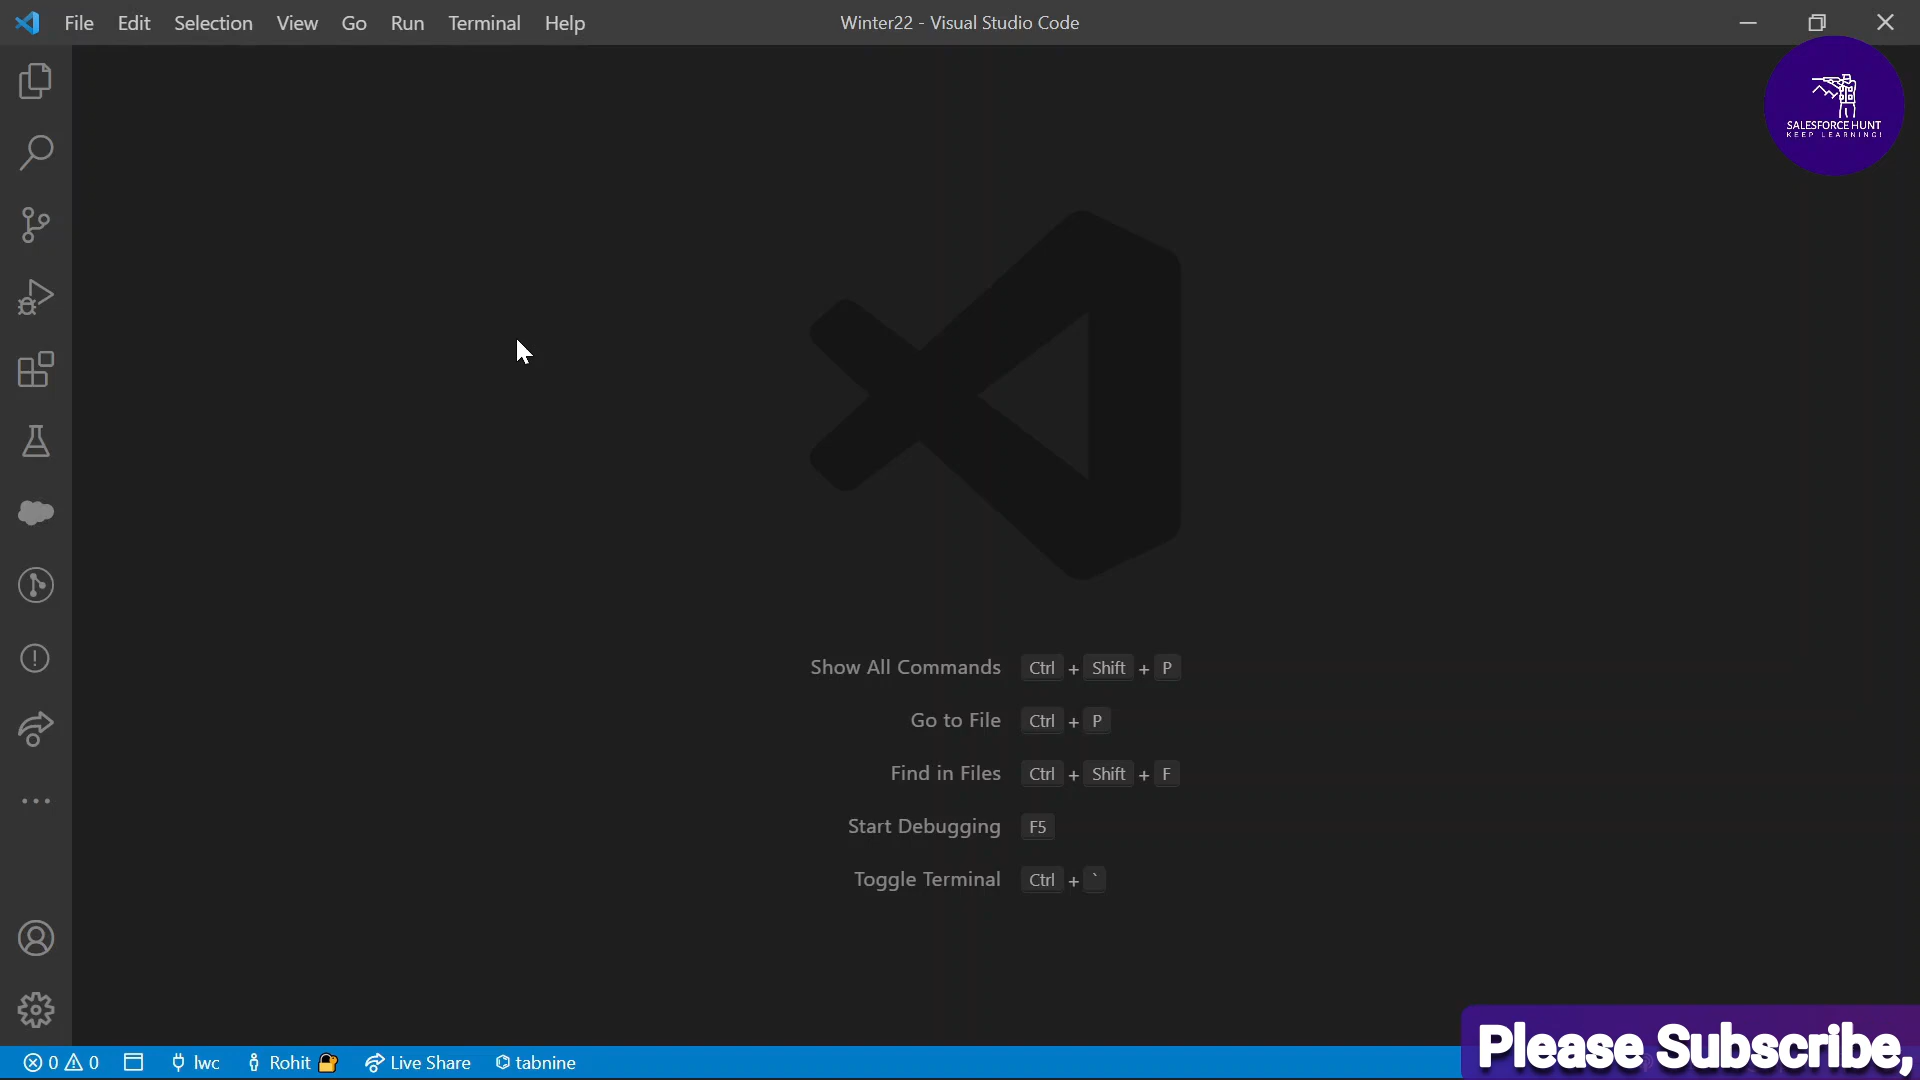 File Edit Selection View Go Run Terminal Help
Winter22 - Visual Studio Code
SALESFORCE HUNT
KEEP LEARNING!
Show All Commands Ctrl + Shift + P
Go to File Ctrl + P
Find in Files Ctrl + Shift + F
Start Debugging F5
Toggle Terminal Ctrl + `
0 0 lwc Rohit Live Share tabnine
Please Subscribe,